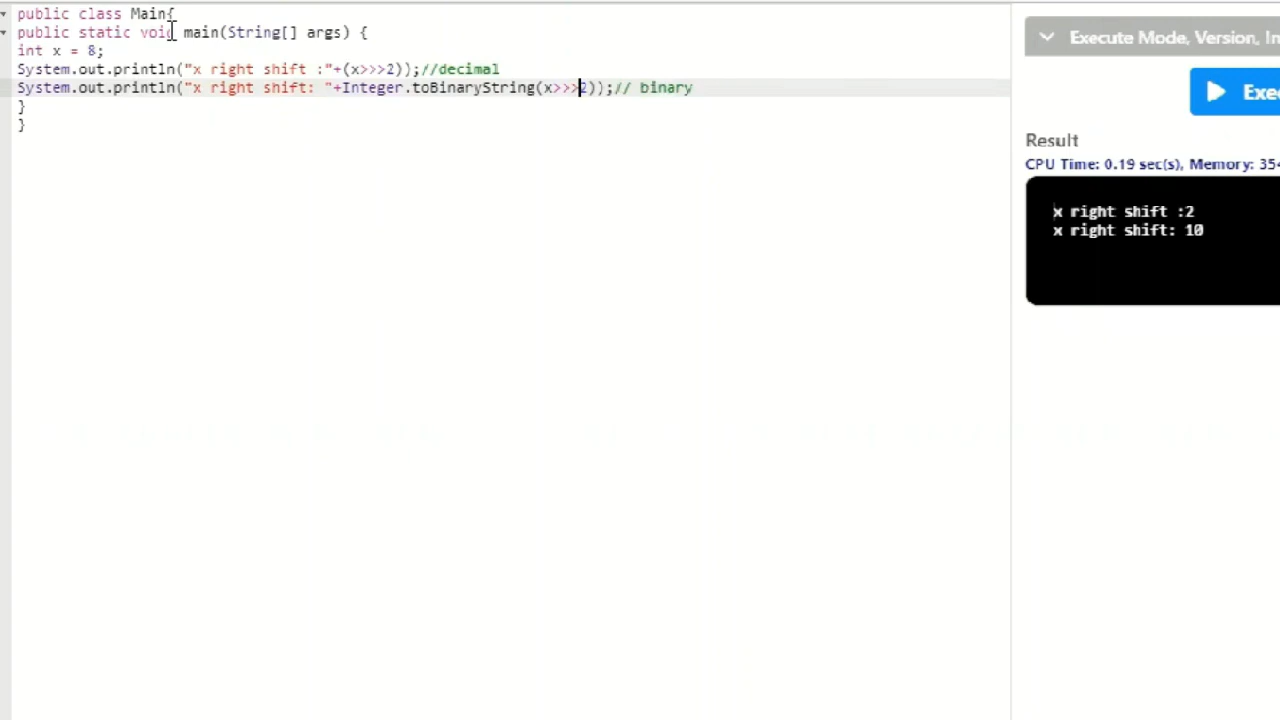 public class Main{
public static void main(String[] args) {
int x = 8;
System.out.println("x right shift :"+(x>>>2));//decimal
System.out.println("x right shift: "+Integer.toBinaryString(x>>>2));// binary
}
}
Execute Mode, Version, In
Exec
Result
CPU Time: 0.19 sec(s), Memory: 354
x right shift :2
x right shift: 10